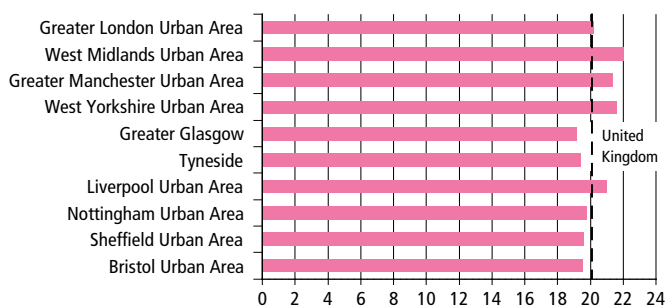 Greater London Urban Area
West Midlands Urban Area
Greater Manchester Urban Area
West Yorkshire Urban Area
Greater Glasgow
Tyneside
Liverpool Urban Area
Nottingham Urban Area
Sheffield Urban Area
Bristol Urban Area
United
Kingdom
0 2 4 6 8 10 12 14 16 18 20 22 24